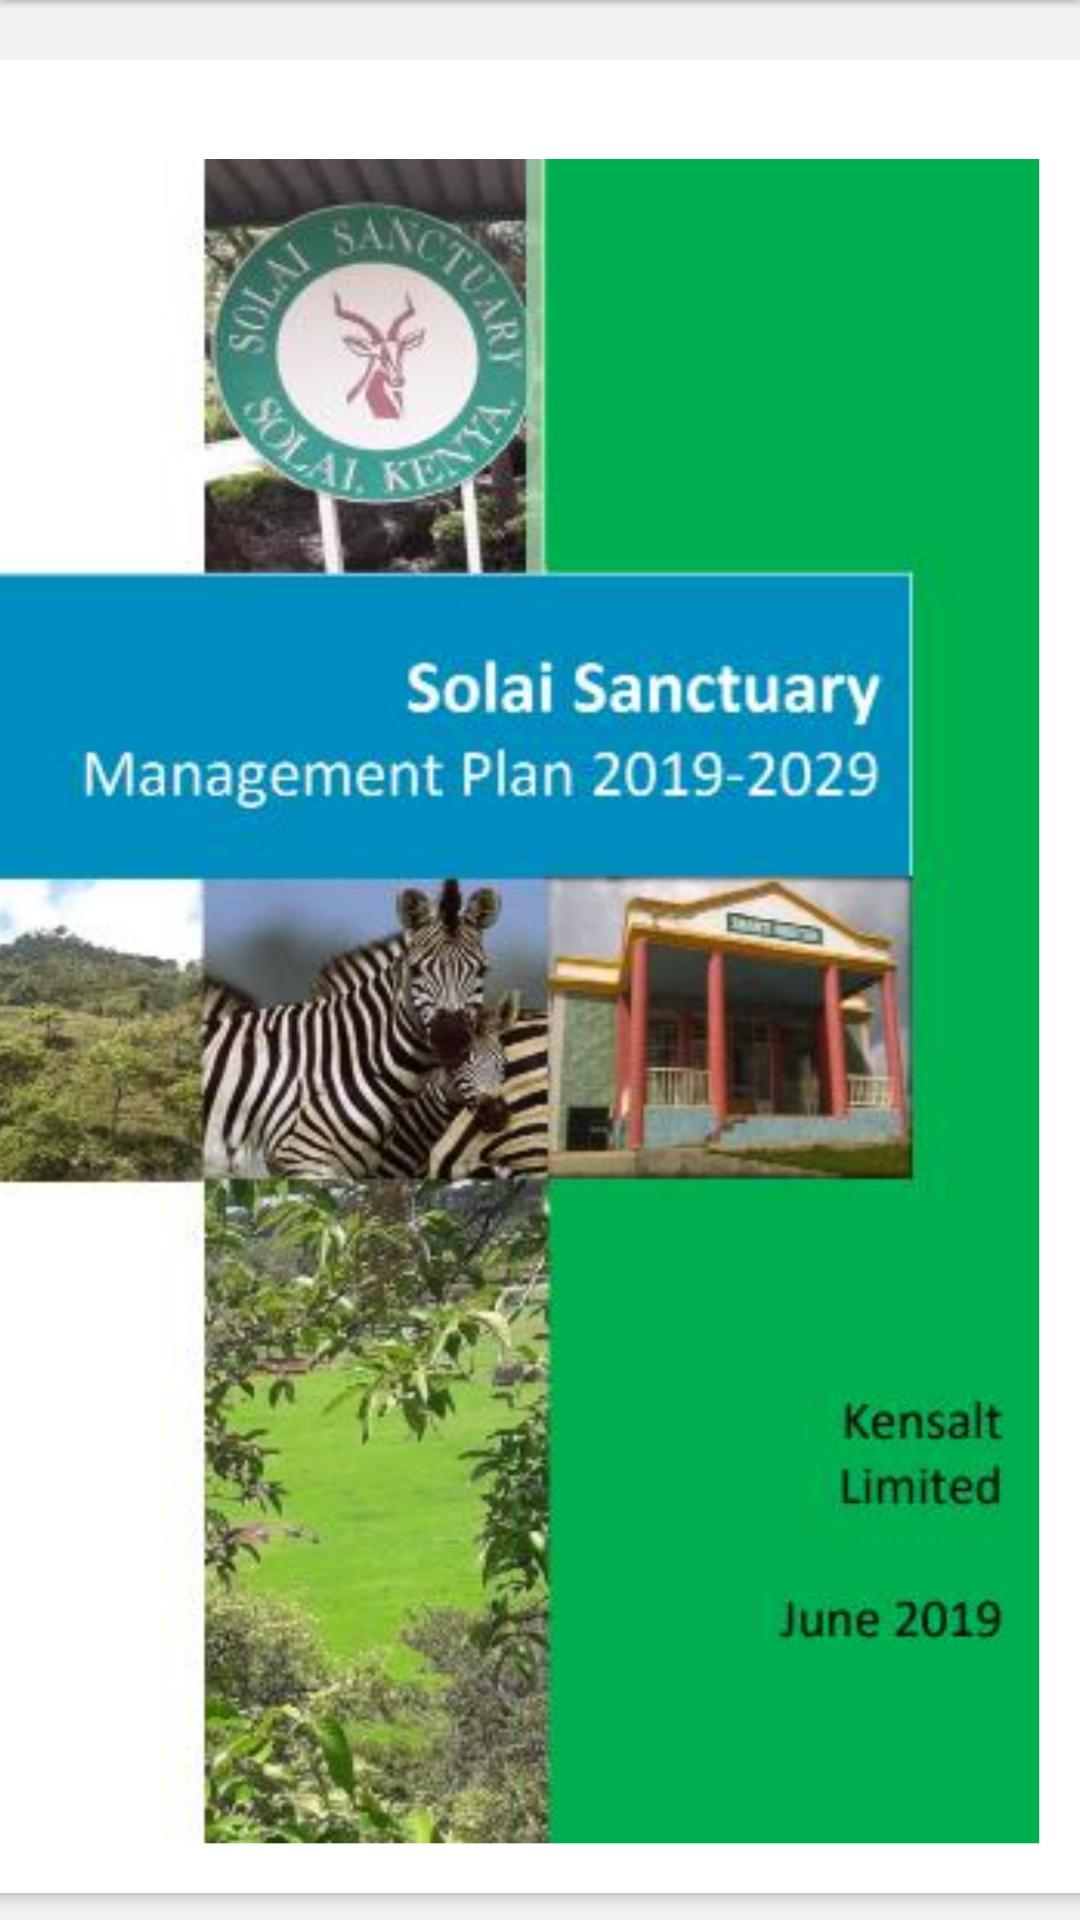 SOLAI SANCTUARY
SOLAI, KENYA.
Solai Sanctuary
Management Plan 2019-2029
Kensalt
Limited
June 2019